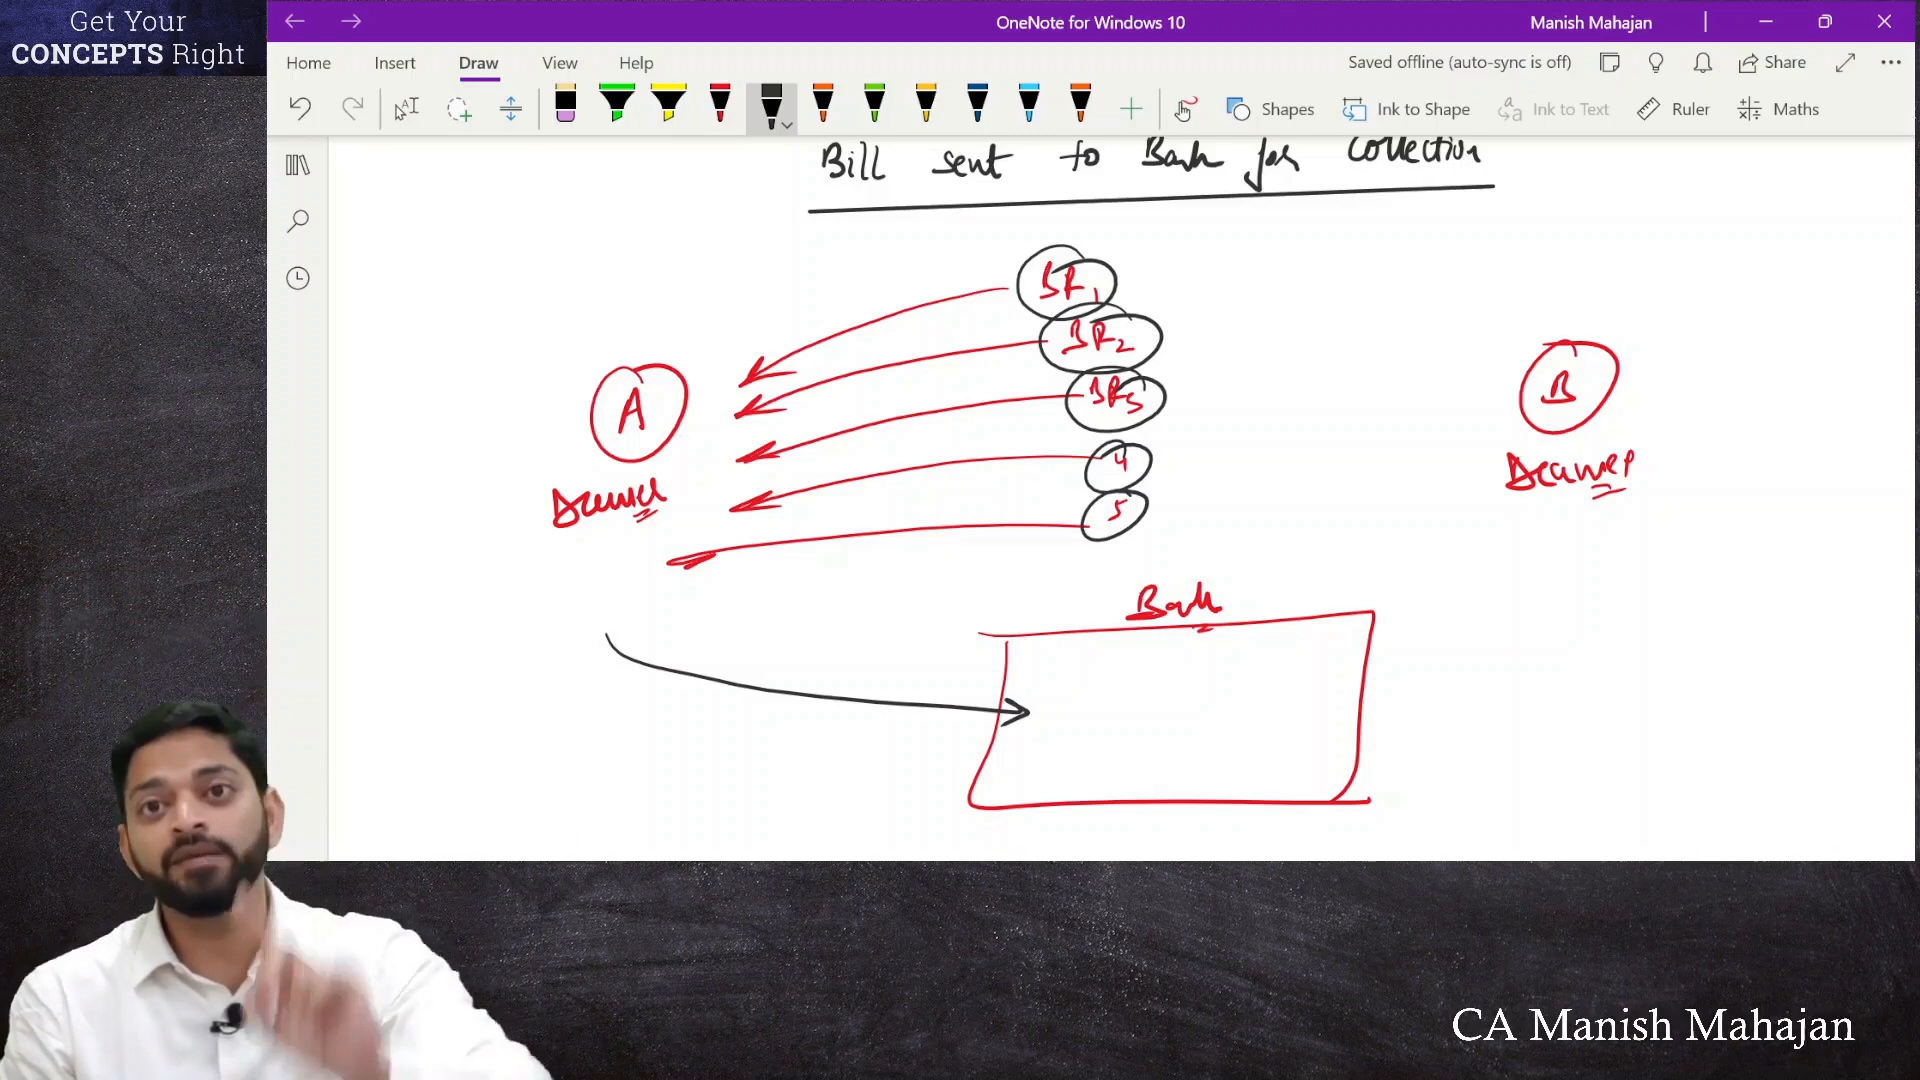 Get Your
CONCEPTS Right
OneNote for Windows 10
Manish Mahajan
Home Insert Draw View Help
Saved offline (auto-sync is off)
Share
Shapes
Ink to Shape
Ink to Text
Ruler
Maths
Bill sent to Bank for Collection
BR1
BR2
BR3
4
5
A
B
Bank
CA Manish Mahajan